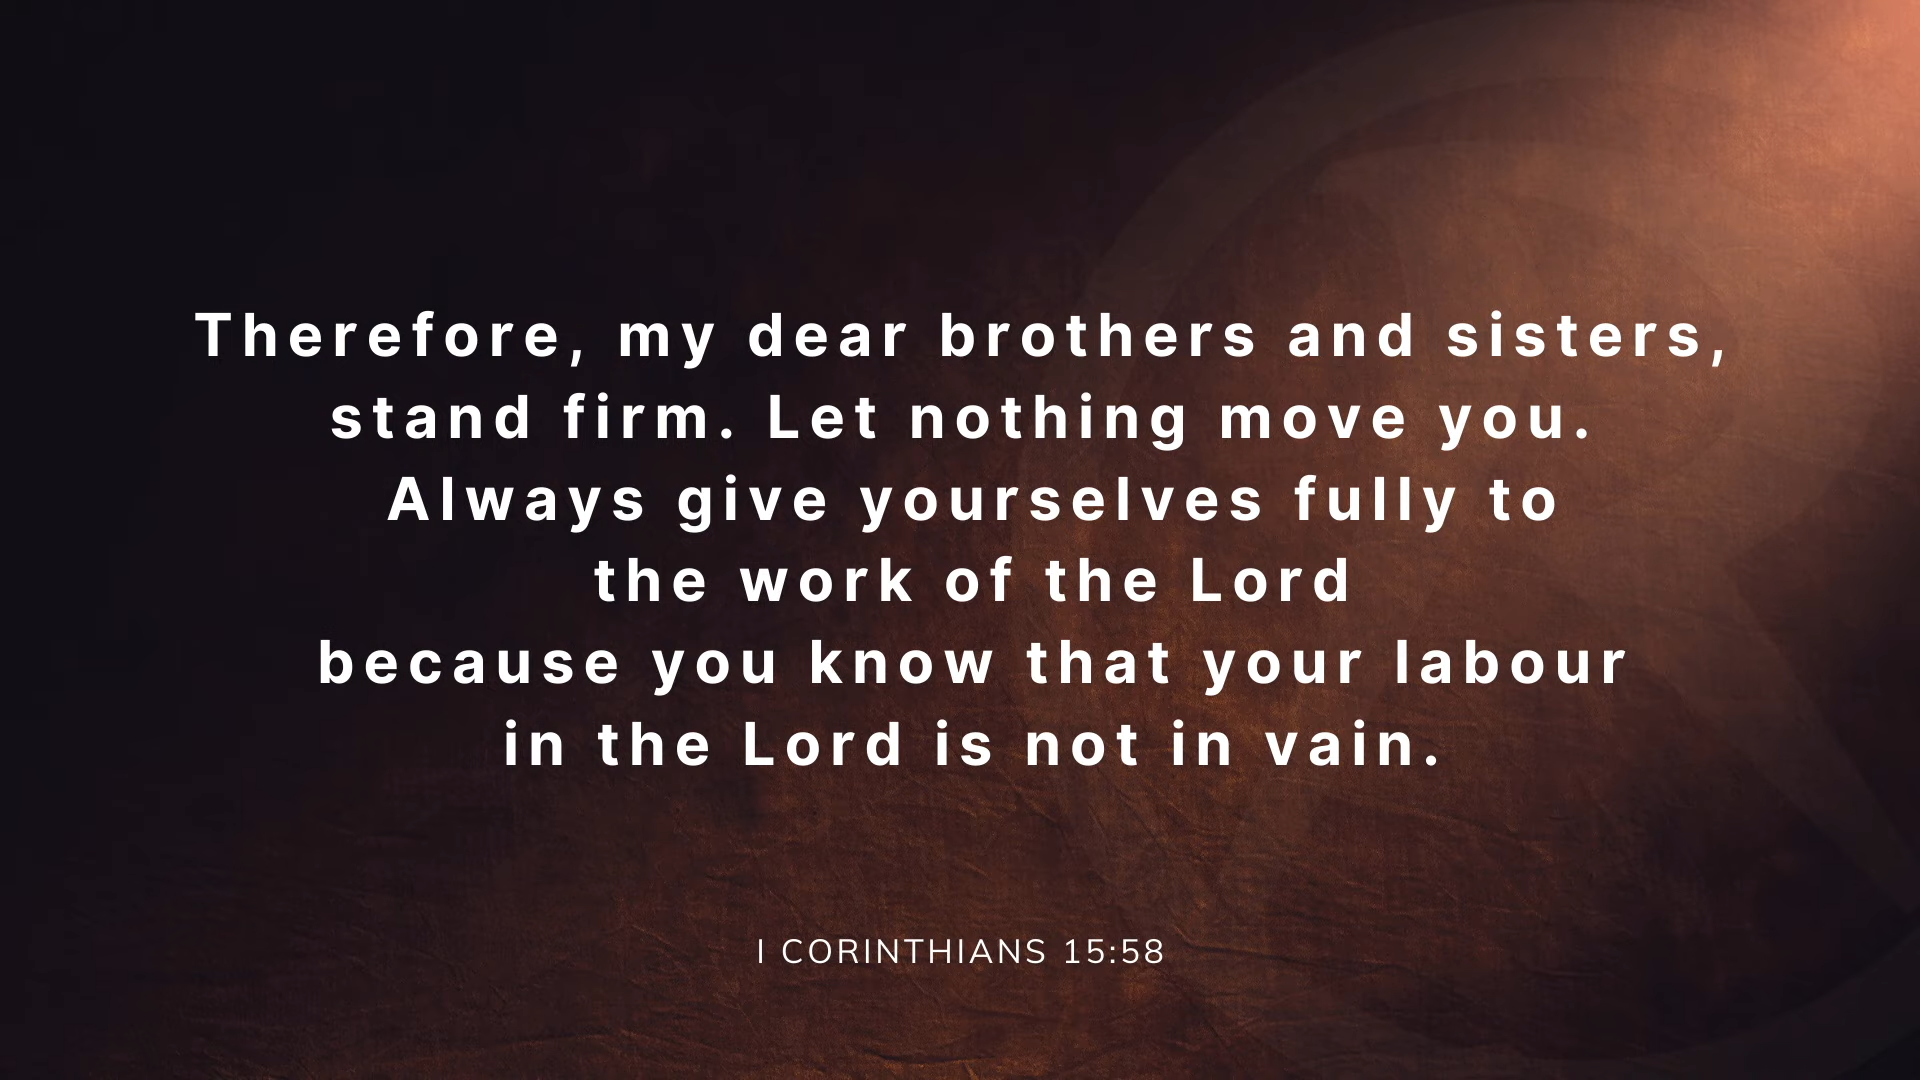 Therefore, my dear brothers and sisters,
stand firm. Let nothing move you.
Always give yourselves fully to
the work of the Lord
because you know that your labour
in the Lord is not in vain.
I CORINTHIANS 15:58